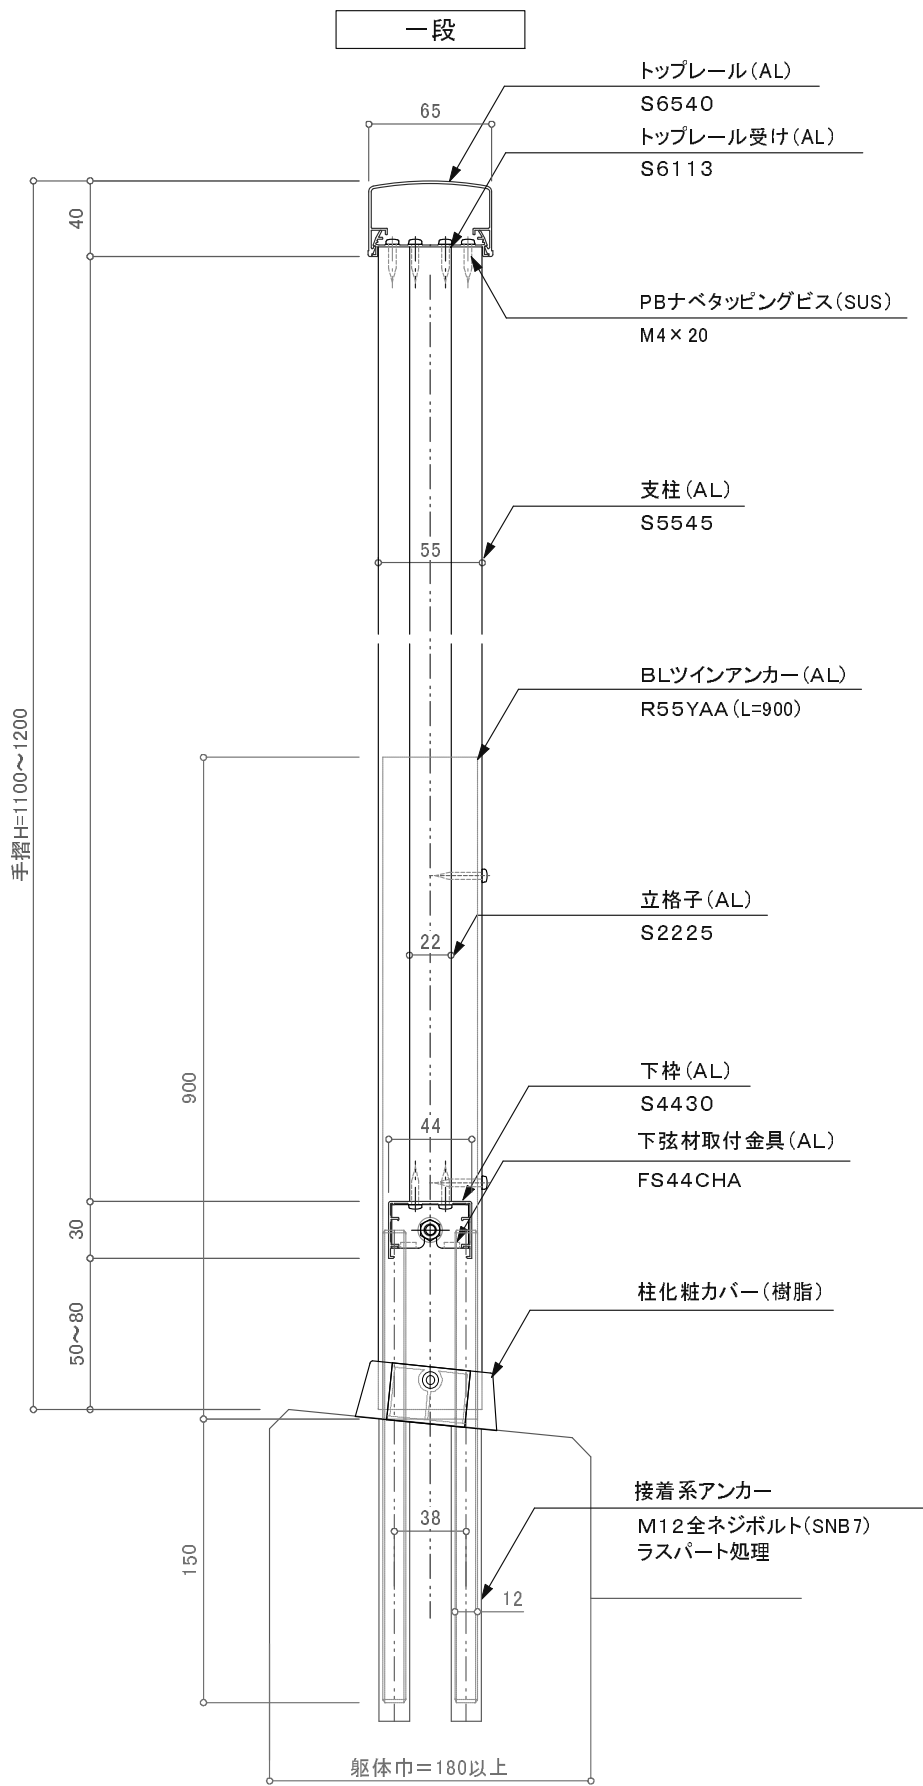 一段
トップレール(AL)
S6540
65
トップレール受け(AL)
S6113
40
PBナベタッピングビス(SUS)
M4×20
支柱(AL)
S5545
55
BLツインアンカー(AL)
R55YAA(L=900)
手摺H=1100～1200
立格子(AL)
S2225
22
900
下枠(AL)
S4430
44
下弦材取付金具(AL)
FS44CHA
30
柱化粧カバー(樹脂)
50～80
接着系アンカー
M12全ネジボルト(SNB7)
ラスパート処理
38
150
12
躯体巾=180以上